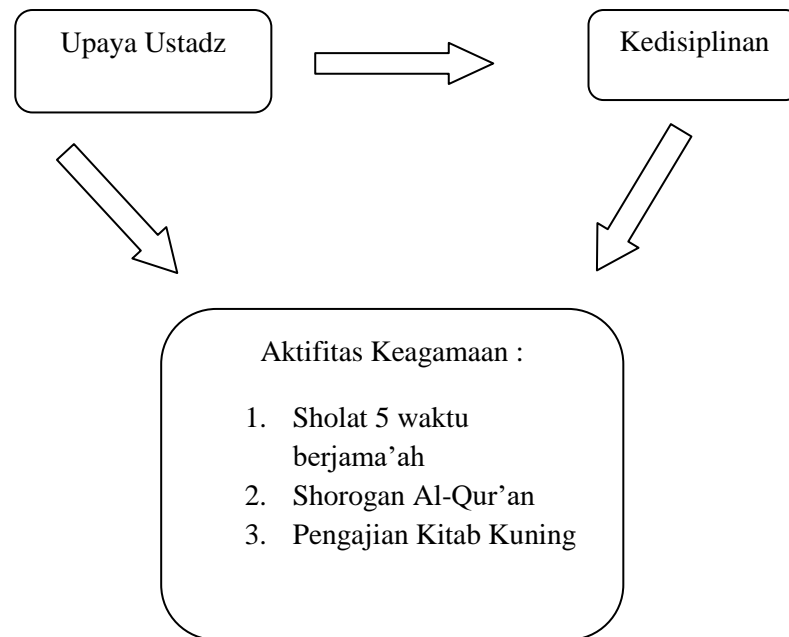 Upaya Ustadz
Kedisiplinan
Aktifitas Keagamaan :
1. Sholat 5 waktu
berjama’ah
2. Shorogan Al-Qur’an
3. Pengajian Kitab Kuning